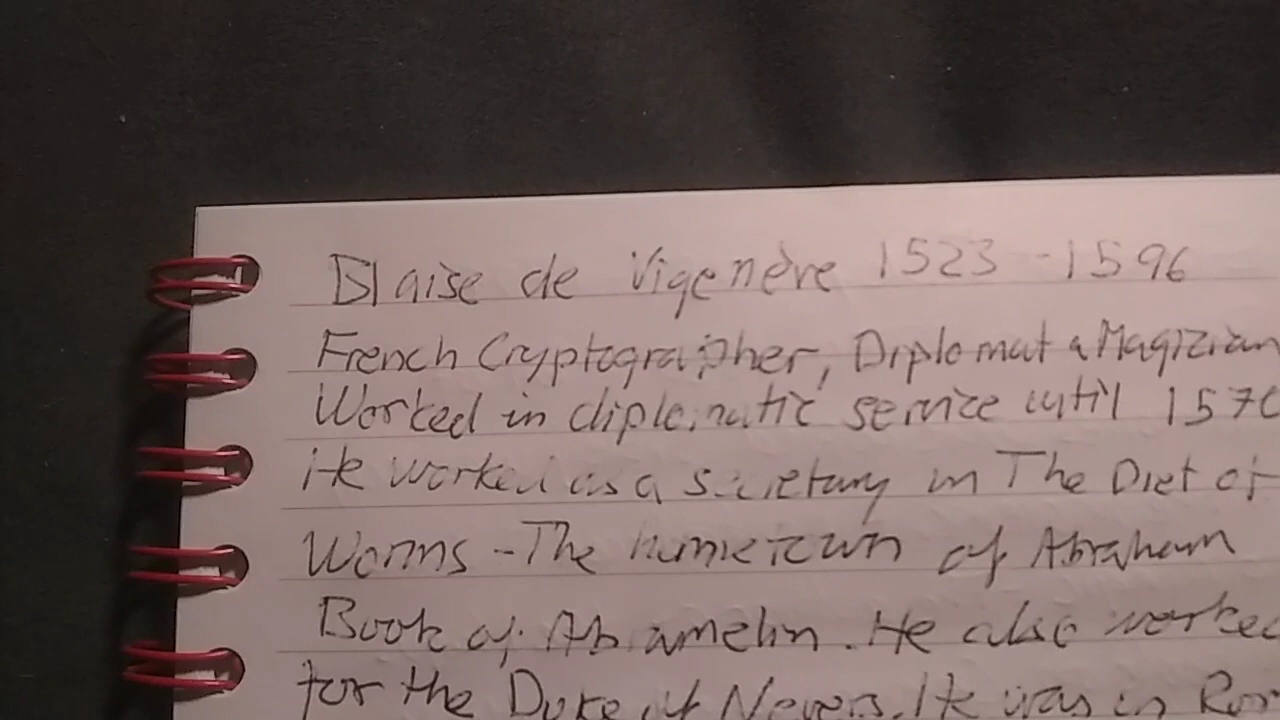 Blaise de Vigenère 1523 - 1596
French Cryptographer, Diplomat a Magizian
Worked in diplomatic service until 1570
He worked as a secretary in The Diet of
Worms - The hometown of Abraham
Book of Abramelin. He also worked
for the Duke of Nevers. He was in